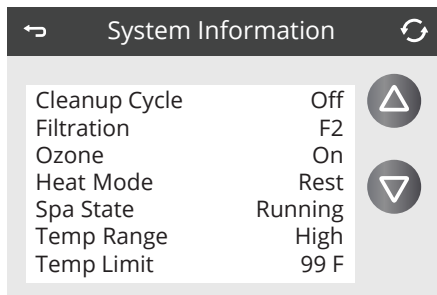 System Information
Cleanup Cycle Off
Filtration F2
Ozone On
Heat Mode Rest
Spa State Running
Temp Range High
Temp Limit 99 F